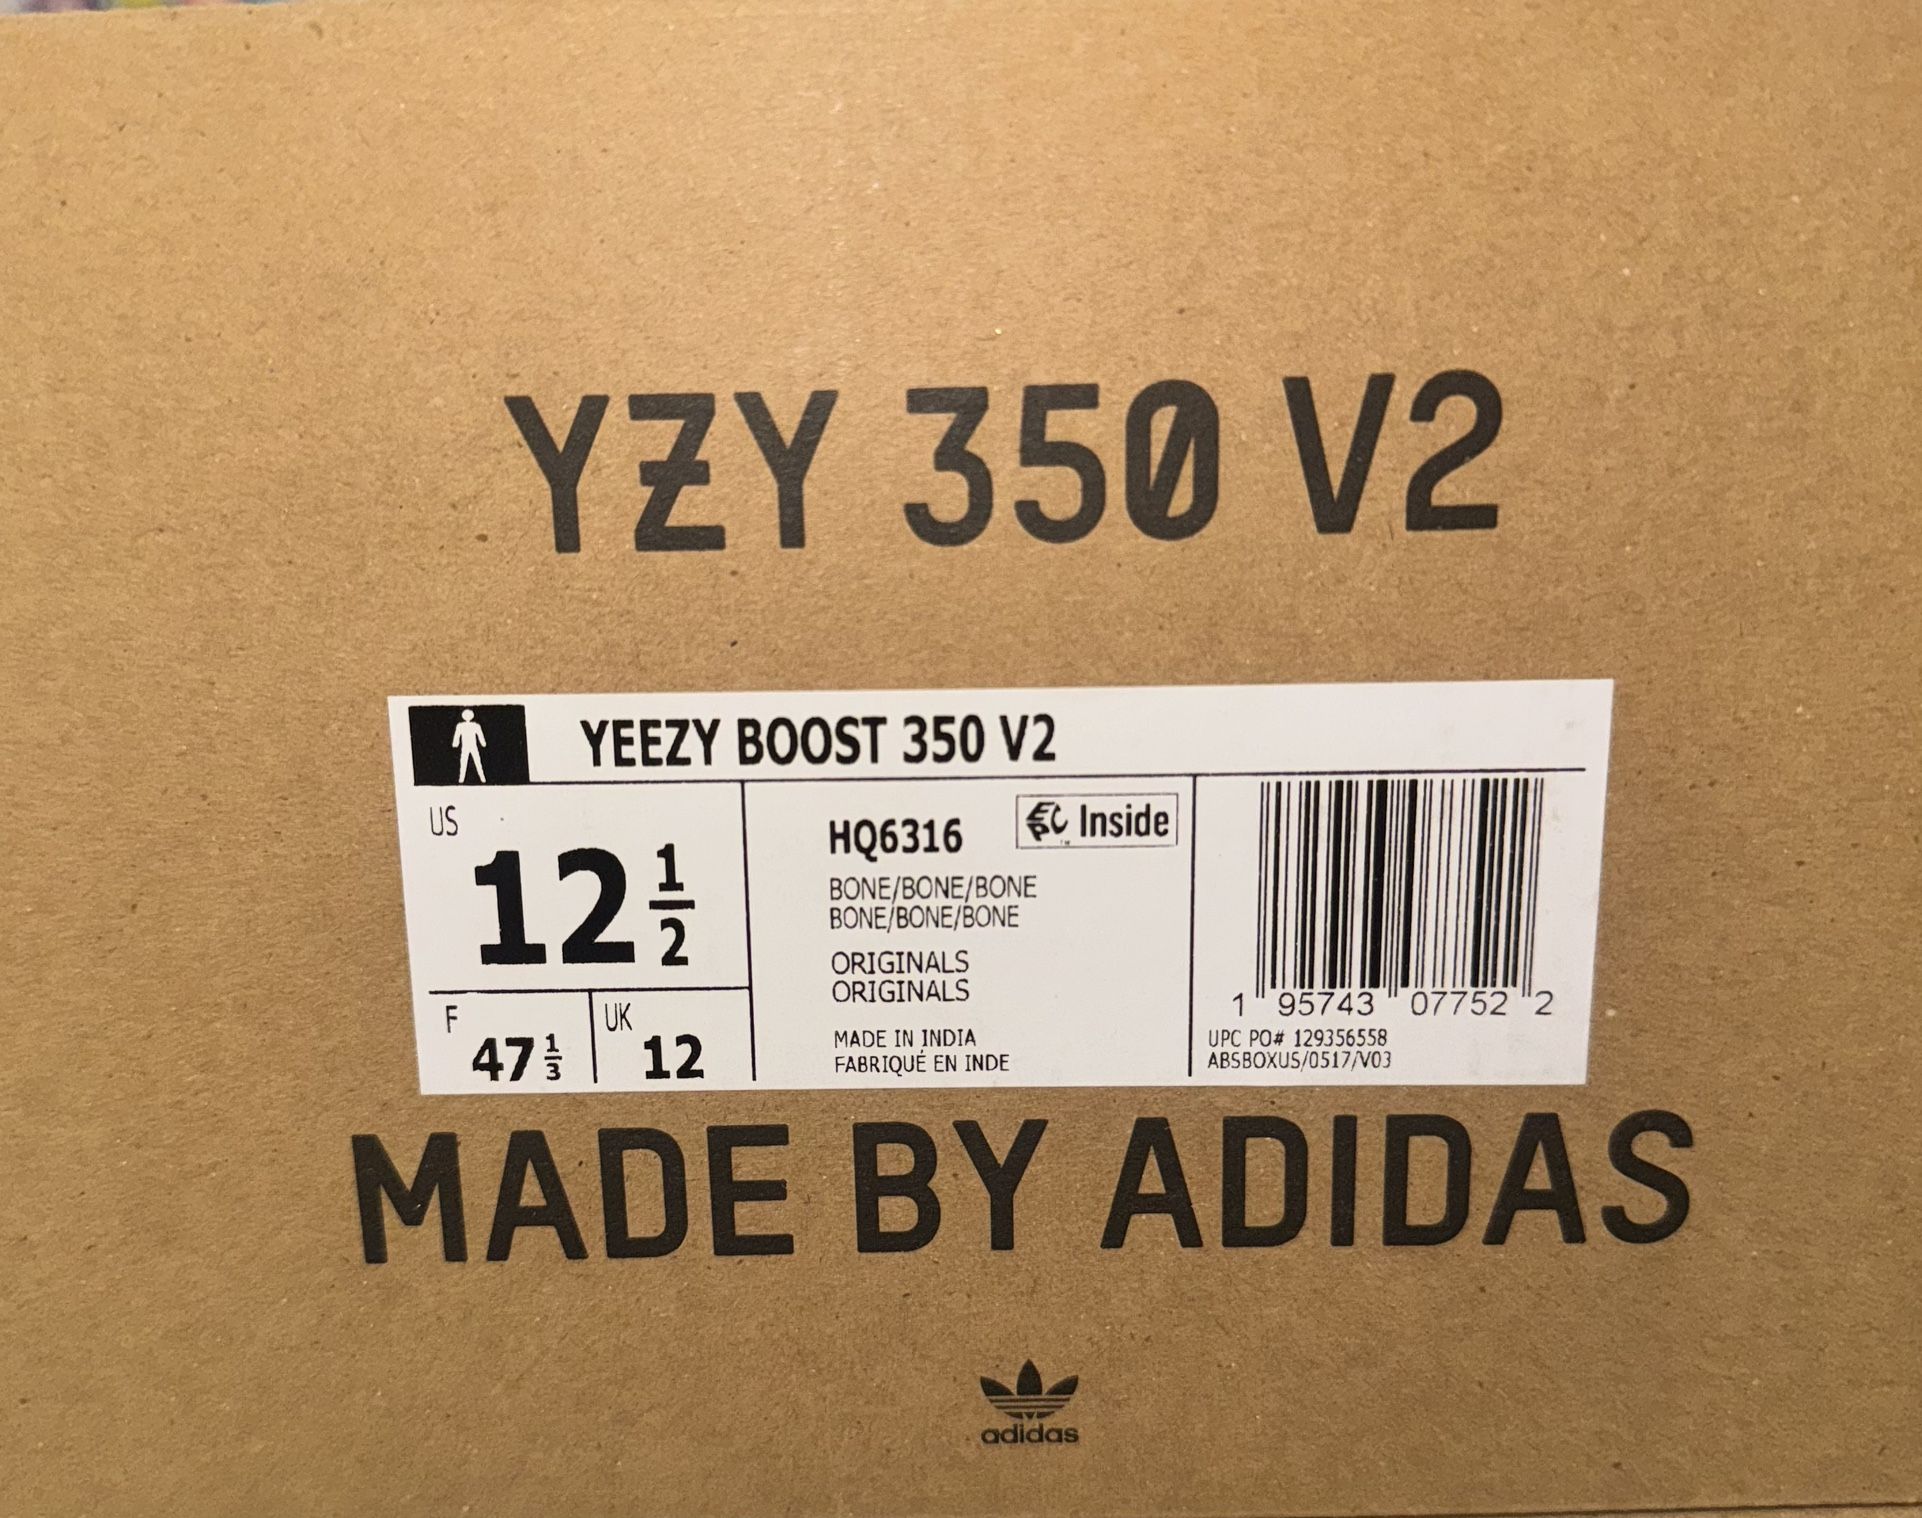 YZY 350 V2
YEEZY BOOST 350 V2
US
12 1/2
F
47 1/3
UK
12
HQ6316
EPC Inside
™
BONE/BONE/BONE
BONE/BONE/BONE
ORIGINALS
ORIGINALS
MADE IN INDIA
FABRIQUÉ EN INDE
1 95743 07752 2
UPC PO# 129356558
ABSBOXUS/0517/V03
MADE BY ADIDAS
adidas